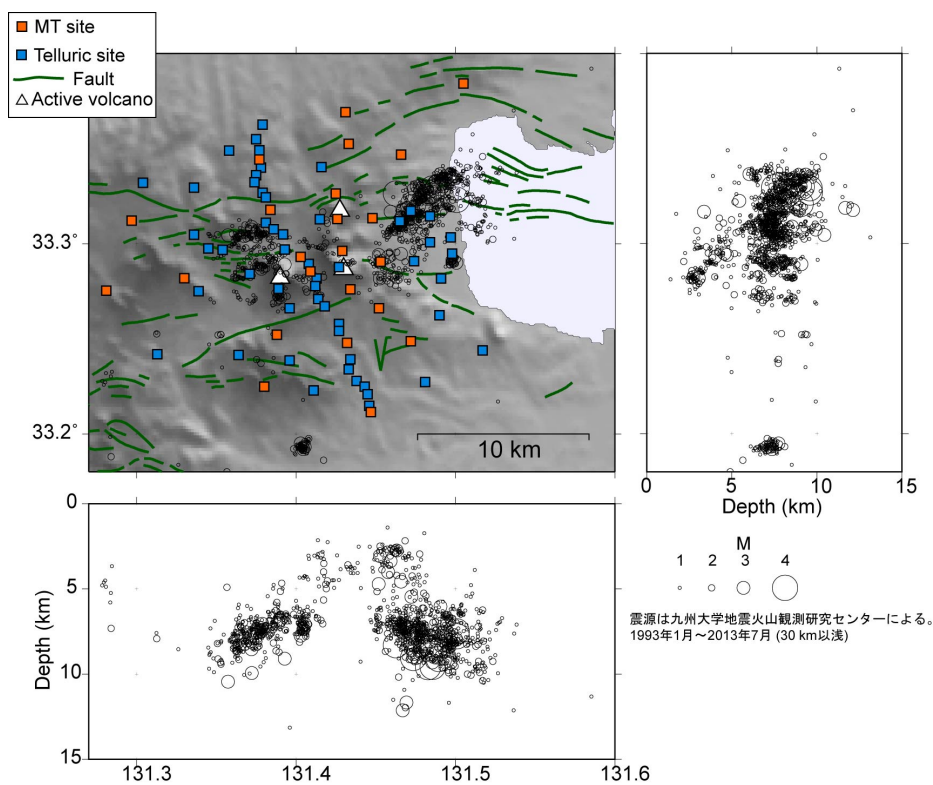 MT site
Telluric site
Fault
Active volcano
33.3˚
33.2˚
10 km
0
5
10
15
Depth (km)
0
5
10
15
Depth (km)
131.3
131.4
131.5
131.6
M
1 2 3 4
震源は九州大学地震火山観測研究センターによる。
1993年1月～2013年7月 (30 km以浅)